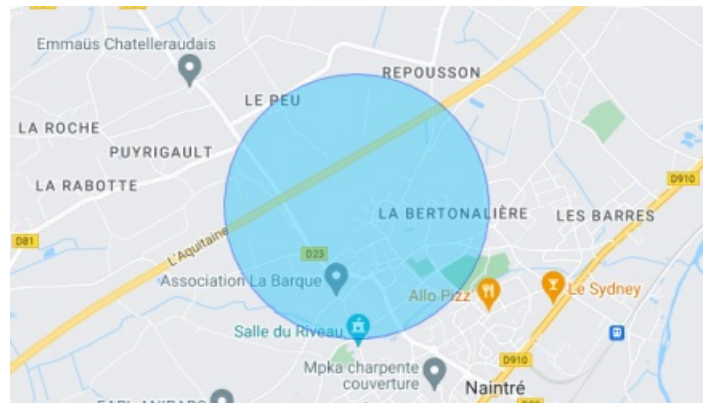 Emmaüs Chatelleraudais
REPOUSSON
LE PEU
LA ROCHE
PUYRIGAULT
D910
LA RABOTTE
LA BERTONALIÈRE
LES BARRES
D81
L'Aquitaine
D23
Association La Barque
Allo Pizz'
Le Sydney
Salle du Riveau
D910
Mpka charpente
couverture
Naintré